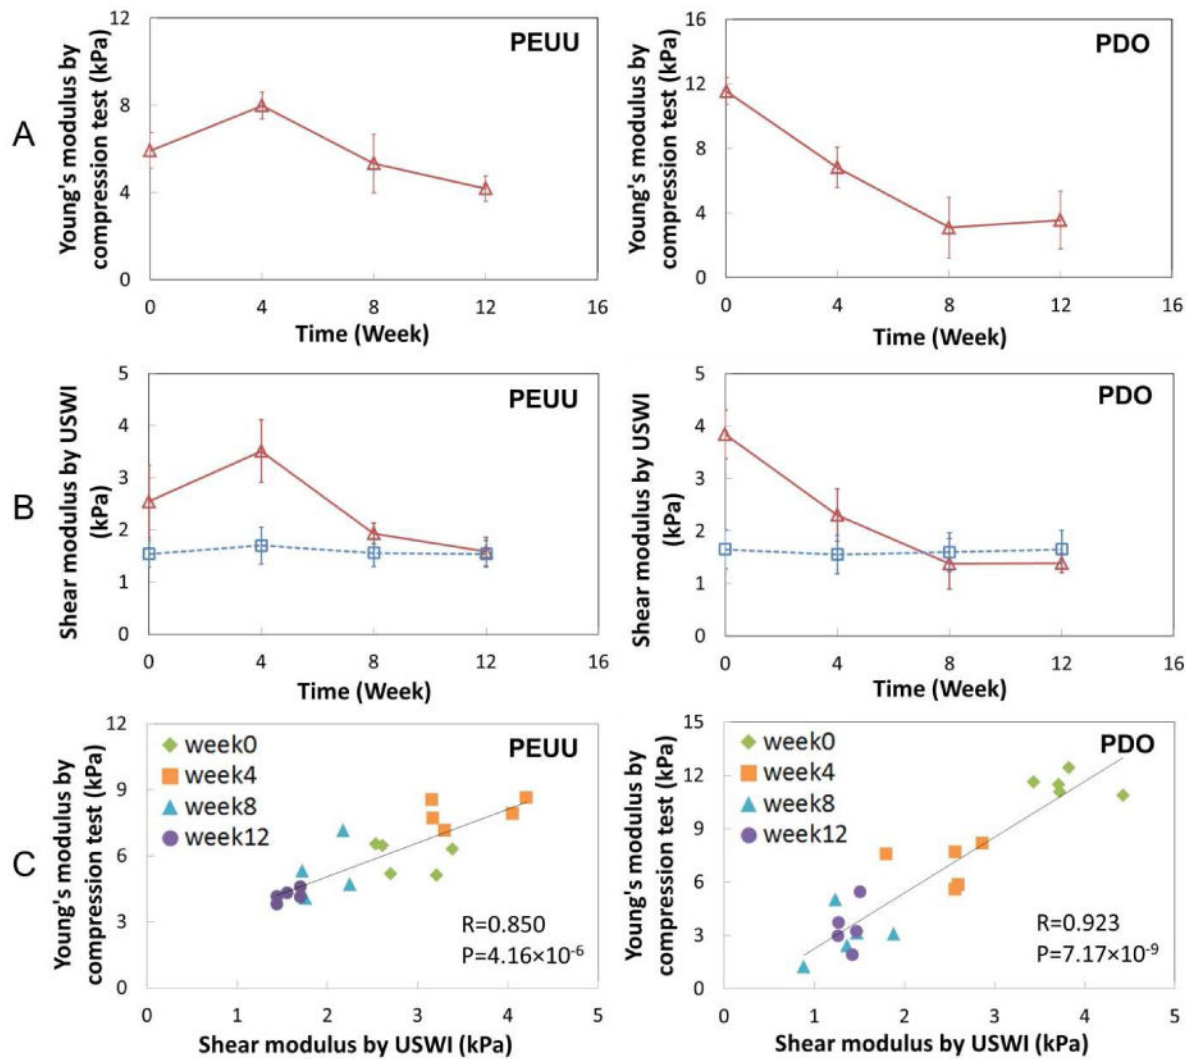 A
Young's modulus by
compression test (kPa)
12
8
4
0
PEUU
0 4 8 12 16
Time (Week)
Young's modulus by
compression test (kPa)
16
12
8
4
0
PDO
0 4 8 12 16
Time (Week)
B
Shear modulus by USWI
(kPa)
5
4
3
2
1
0
PEUU
0 4 8 12 16
Time (Week)
Shear modulus by USWI
(kPa)
5
4
3
2
1
0
PDO
0 4 8 12 16
Time (Week)
C
Young's modulus by
compression test (kPa)
12
9
6
3
0
week0
week4
week8
week12
PEUU
R=0.850
P=4.16×10⁻⁶
0 1 2 3 4 5
Shear modulus by USWI (kPa)
Young's modulus by
compression test (kPa)
15
12
9
6
3
0
week0
week4
week8
week12
PDO
R=0.923
P=7.17×10⁻⁹
0 1 2 3 4 5
Shear modulus by USWI (kPa)